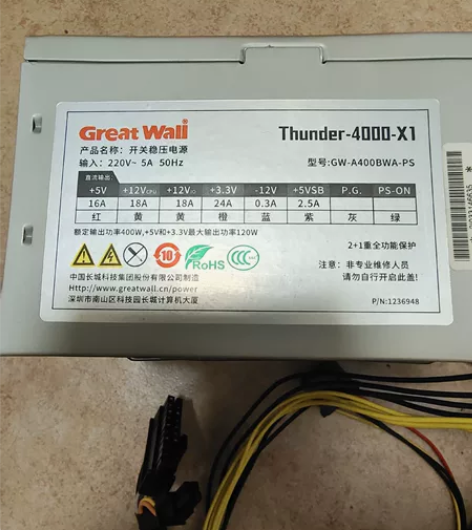 Great Wall
Thunder-4000-X1
产品名称：开关稳压电源
输入：220V~ 5A 50Hz
型号:GW-A400BWA-PS
直流输出
+5V +12VCPU +12VIO +3.3V -12V +5VSB P.G. PS-ON
16A 18A 18A 24A 0.3A 2.5A
红 黄 黄 橙 蓝 紫 灰 绿
额定输出功率400W,+5V和+3.3V最大输出功率120W
2+1重全功能保护
10 RoHS CCC
中国长城科技集团股份有限公司制造
Http://www.greatwall.cn/power
深圳市南山区科技园长城计算机大厦
注意：非专业维修人员
请勿自行开启此盖!
P/N:1236948